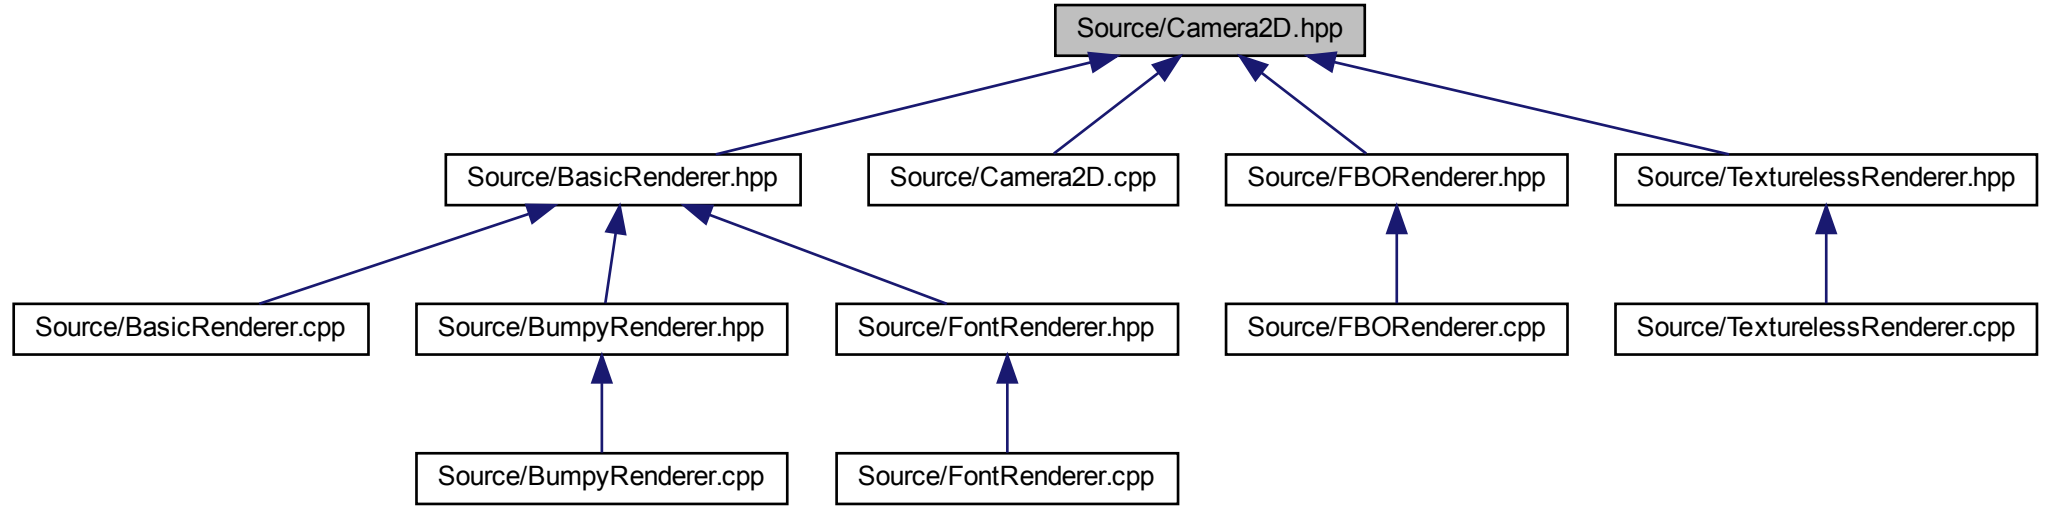 Source/Camera2D.hpp
Source/BasicRenderer.hpp
Source/Camera2D.cpp
Source/FBORenderer.hpp
Source/TexturelessRenderer.hpp
Source/BasicRenderer.cpp
Source/BumpyRenderer.hpp
Source/FontRenderer.hpp
Source/FBORenderer.cpp
Source/TexturelessRenderer.cpp
Source/BumpyRenderer.cpp
Source/FontRenderer.cpp